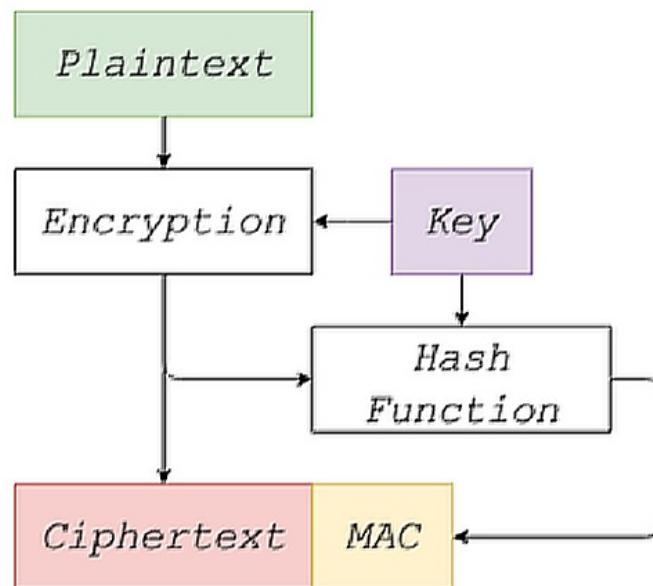 Plaintext
Encryption
Key
Hash
Function
Ciphertext
MAC